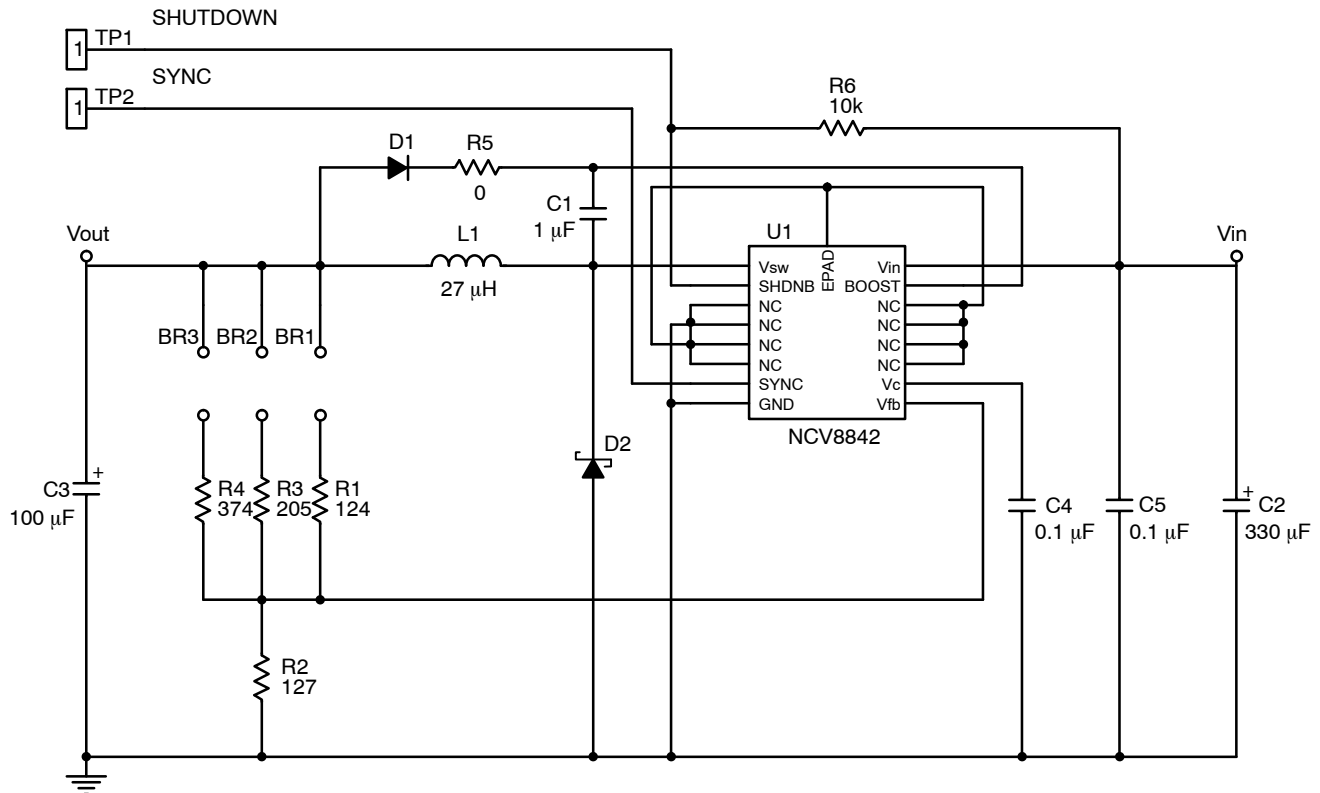 SHUTDOWN
1 TP1
SYNC
1 TP2
R6
10k
D1 R5
0
C1
1 μF
Vout
L1
27 μH
U1
Vin
EPAD
Vsw Vin
SHDNB BOOST
NC NC
NC NC
NC NC
NC NC
SYNC Vc
GND Vfb
NCV8842
BR3 BR2 BR1
D2
+
C3
100 μF
R4
374
R3
205
R1
124
C4
0.1 μF
C5
0.1 μF
+
C2
330 μF
R2
127